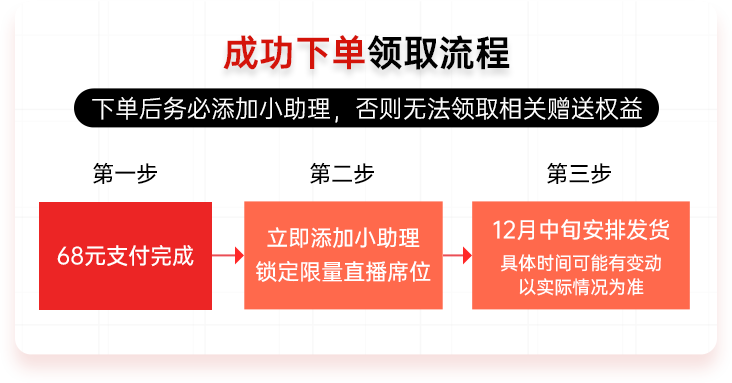 成功下单领取流程
下单后务必添加小助理，否则无法领取相关赠送权益
第一步
第二步
第三步
68元支付完成
立即添加小助理
锁定限量直播席位
12月中旬安排发货
具体时间可能有变动
以实际情况为准